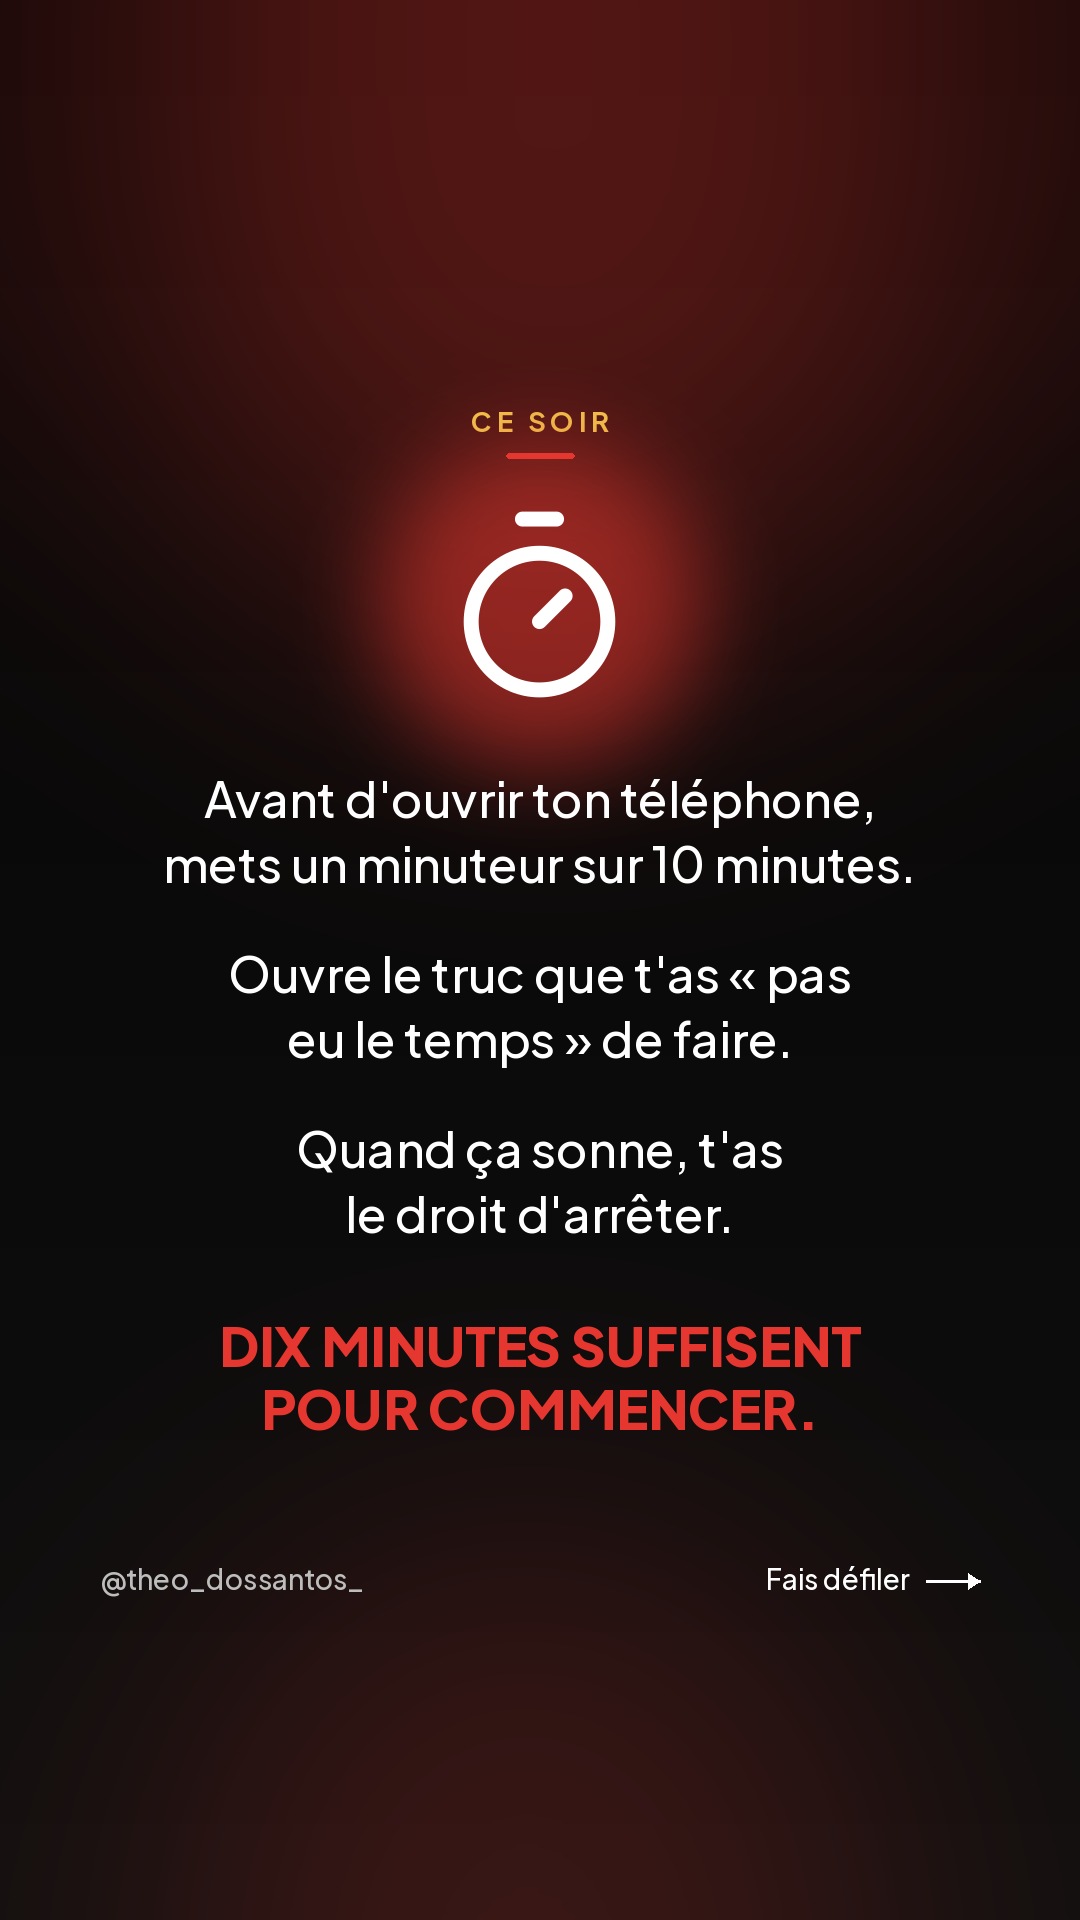 CE SOIR
Avant d'ouvrir ton téléphone,
mets un minuteur sur 10 minutes.
Ouvre le truc que t'as « pas
eu le temps » de faire.
Quand ça sonne, t'as
le droit d'arrêter.
DIX MINUTES SUFFISENT
POUR COMMENCER.
@theo_dossantos_
Fais défiler